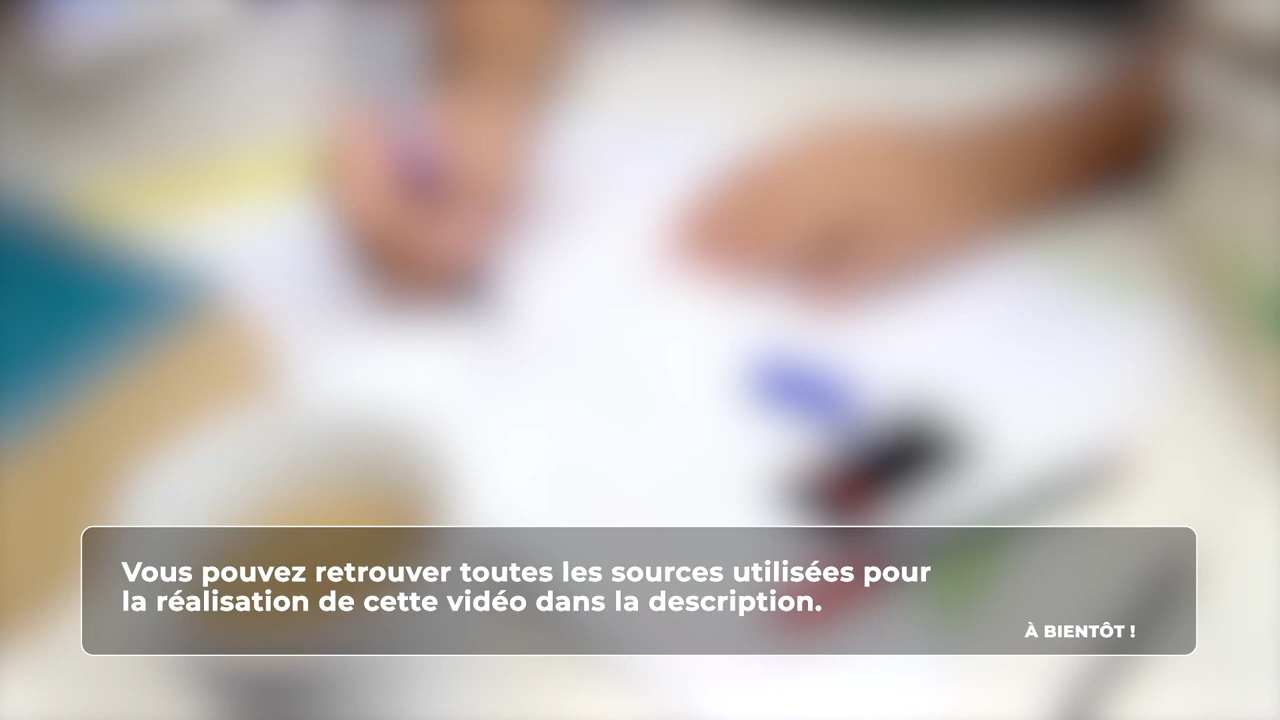 Vous pouvez retrouver toutes les sources utilisées pour
la réalisation de cette vidéo dans la description.
À BIENTÔT !